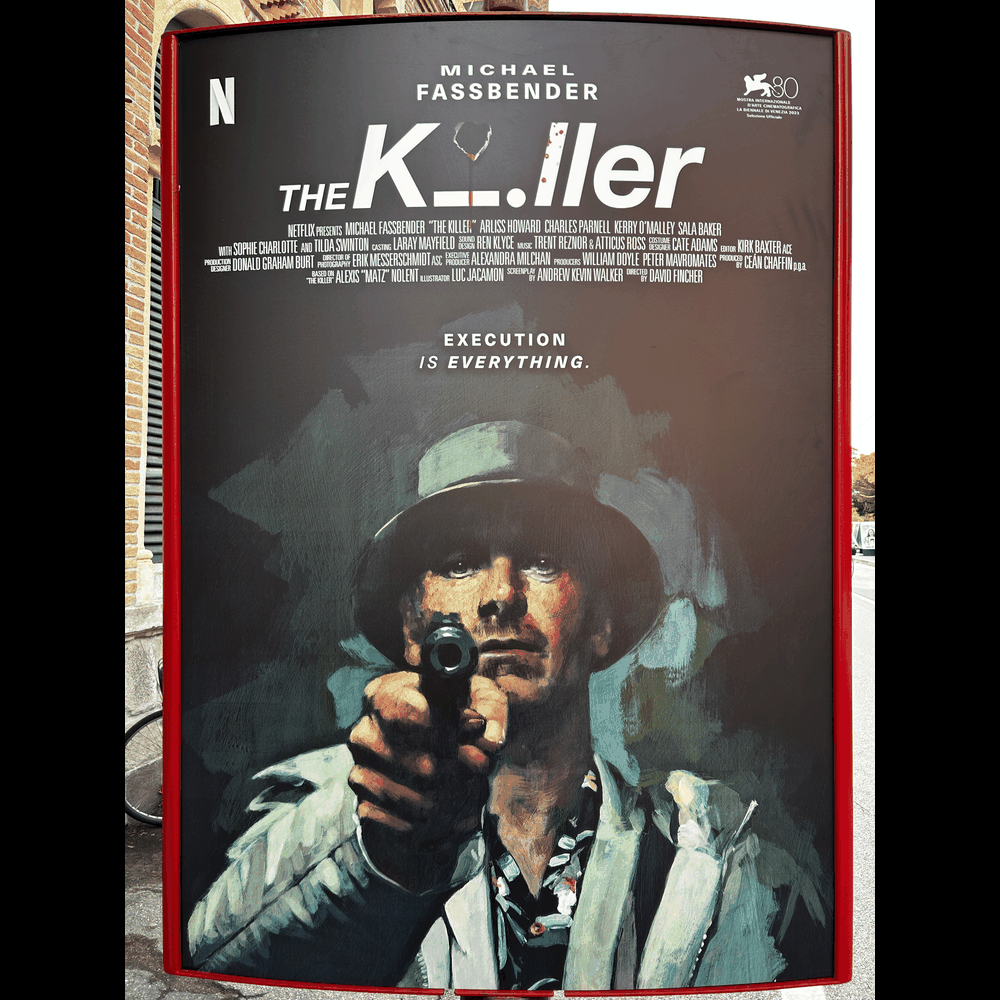 N
MICHAEL
FASSBENDER
80
MOSTRA INTERNAZIONALE
D'ARTE CINEMATOGRAFICA
LA BIENNALE DI VENEZIA 2023
Selezione Ufficiale
THE K_.ller
NETFLIX PRESENTS MICHAEL FASSBENDER "THE KILLER" ARLISS HOWARD CHARLES PARNELL KERRY O'MALLEY SALA BAKER
WITH SOPHIE CHARLOTTE AND TILDA SWINTON CASTING LARAY MAYFIELD SOUND DESIGN REN KLYCE MUSIC TRENT REZNOR & ATTICUS ROSS COSTUME DESIGNER CATE ADAMS EDITOR KIRK BAXTER ACE
PRODUCTION DESIGNER DONALD GRAHAM BURT DIRECTOR OF PHOTOGRAPHY ERIK MESSERSCHMIDT ASC EXECUTIVE PRODUCER ALEXANDRA MILCHAN PRODUCERS WILLIAM DOYLE PETER MAVROMATES PRODUCED BY CEÁN CHAFFIN p.g.a.
BASED ON "THE KILLER" ALEXIS "MATZ" NOLENT ILLUSTRATOR LUC JACAMON SCREENPLAY BY ANDREW KEVIN WALKER DIRECTED BY DAVID FINCHER
EXECUTION
IS EVERYTHING.